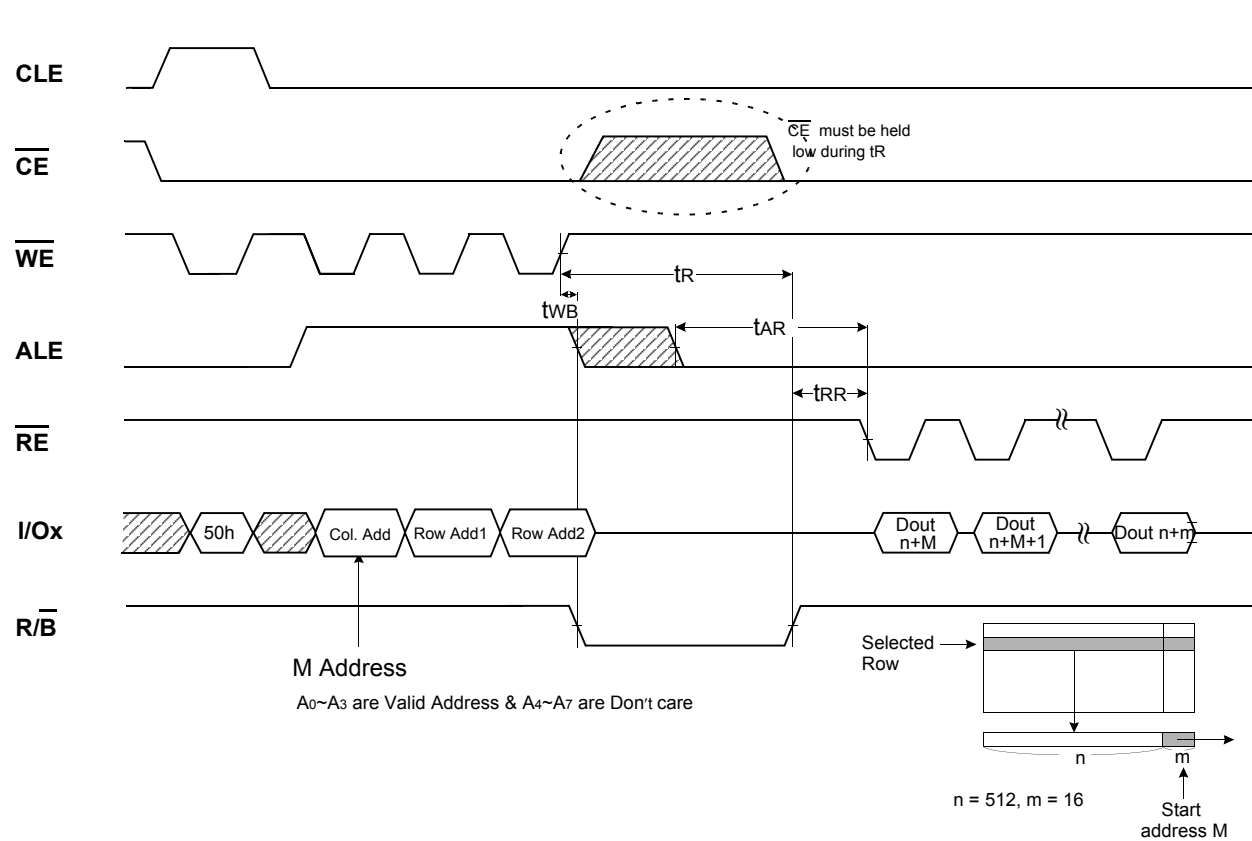 CLE
CE must be held
low during tR
CE
WE
tR
tWB
tAR
ALE
tRR
RE
I/Ox
50h
Col. Add
Row Add1
Row Add2
Dout
n+M
Dout
n+M+1
Dout n+m
R/B
M Address
A0~A3 are Valid Address & A4~A7 are Don't care
Selected
Row
n
m
n = 512, m = 16
Start
address M